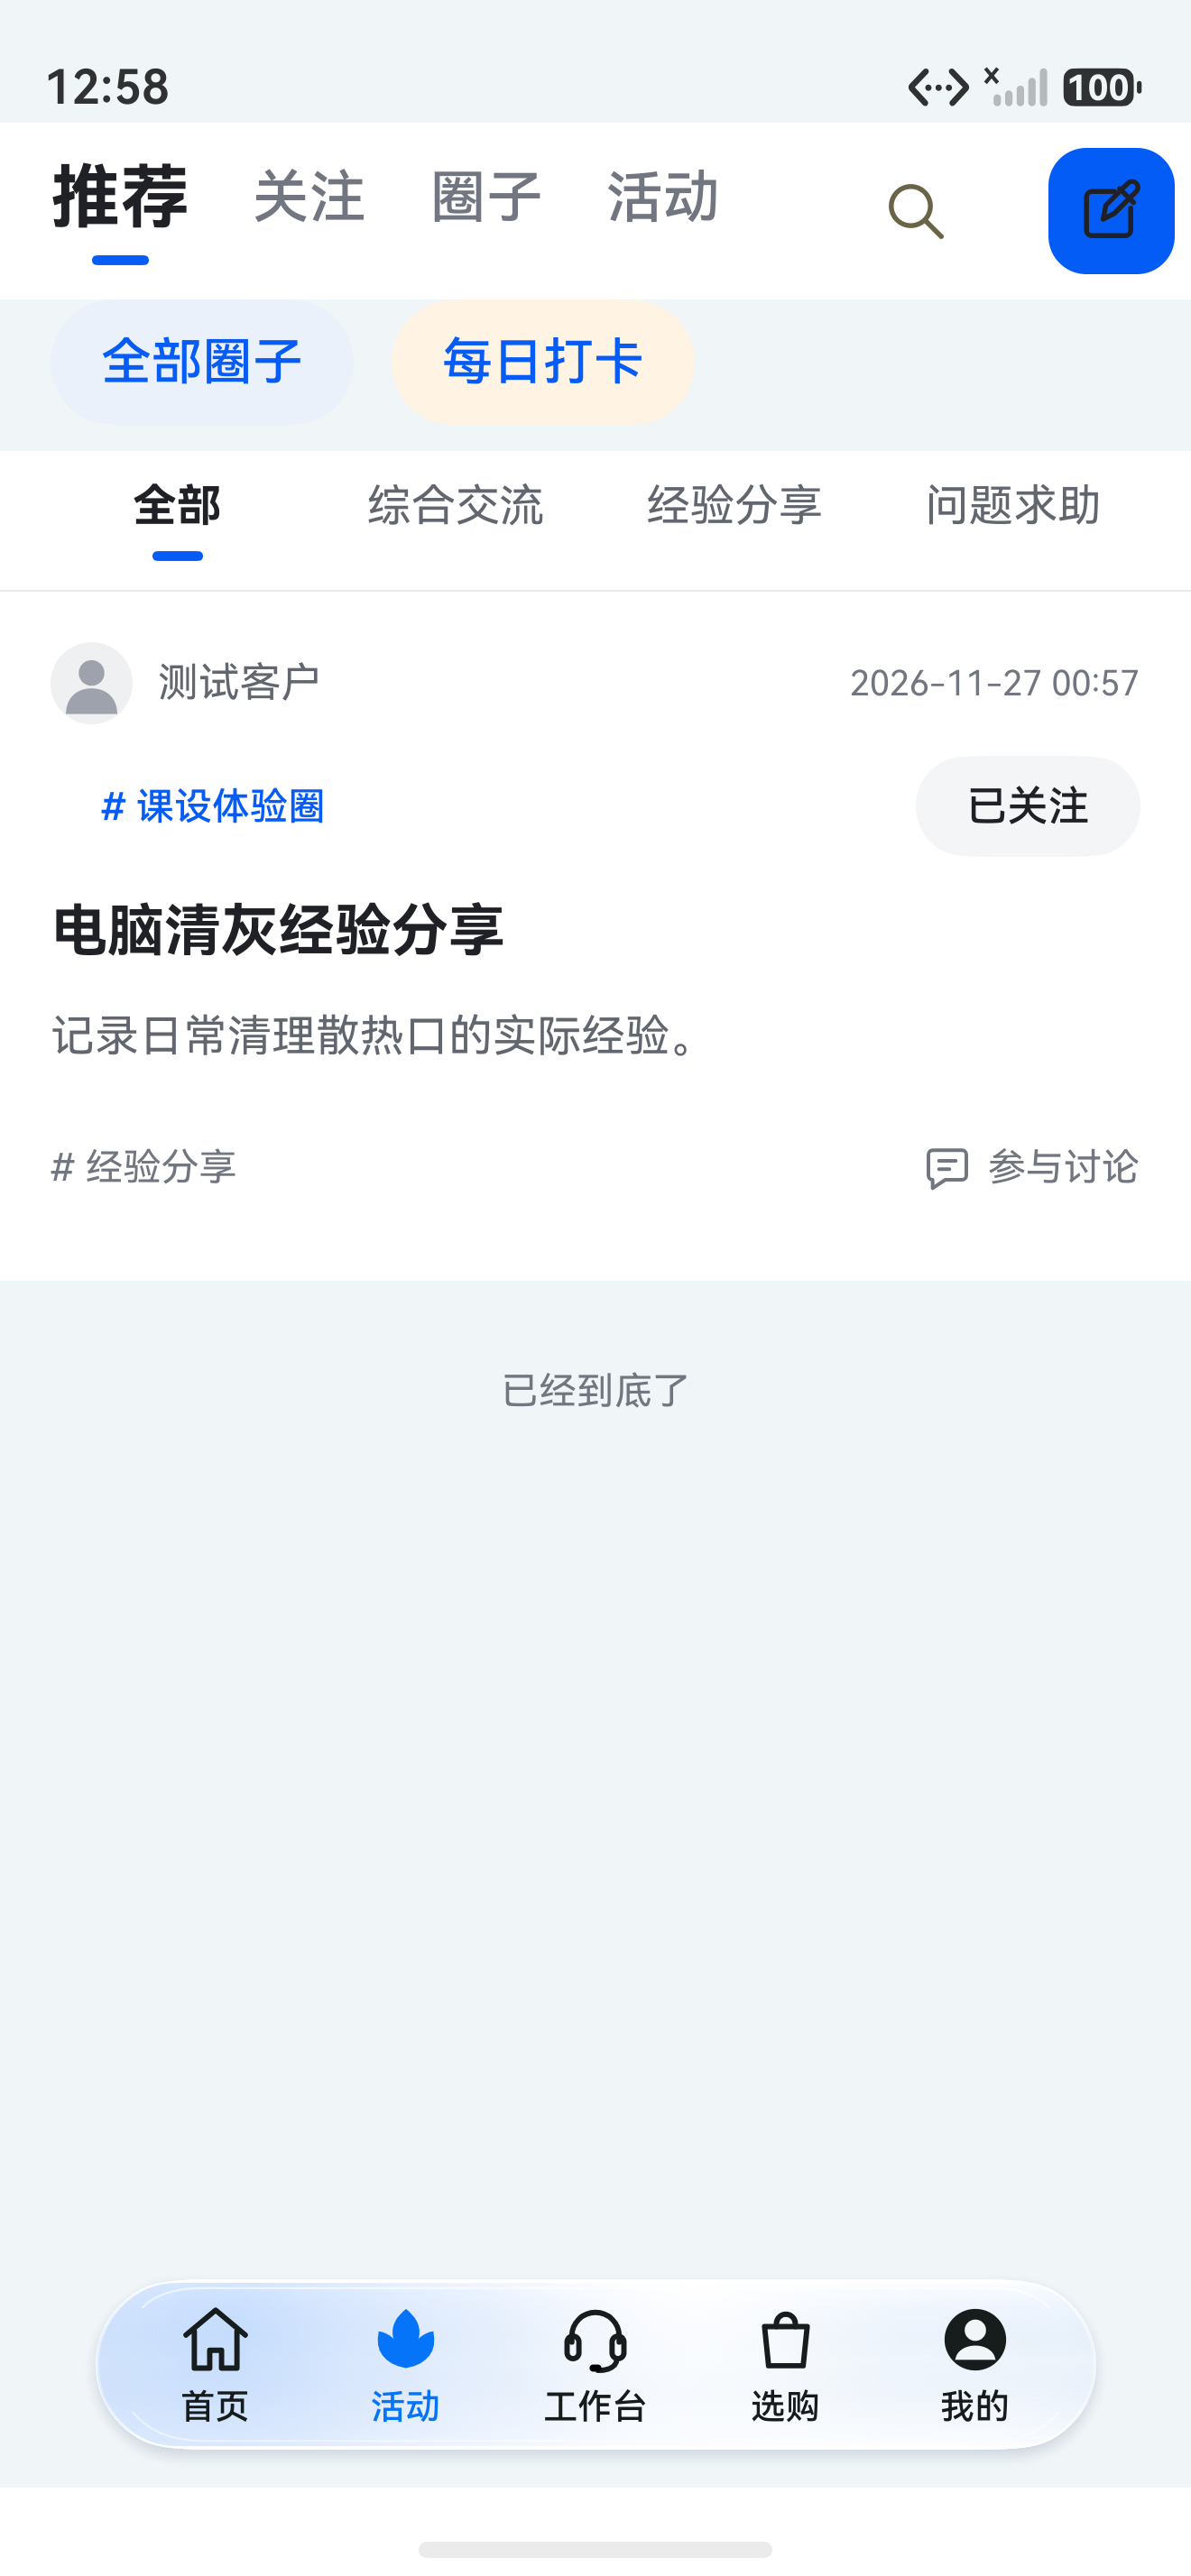 12:58
100
推荐 关注 圈子 活动
全部圈子 每日打卡
全部 综合交流 经验分享 问题求助
测试客户 2026-11-27 00:57
# 课设体验圈 已关注
电脑清灰经验分享
记录日常清理散热口的实际经验。
# 经验分享 参与讨论
已经到底了
首页 活动 工作台 选购 我的